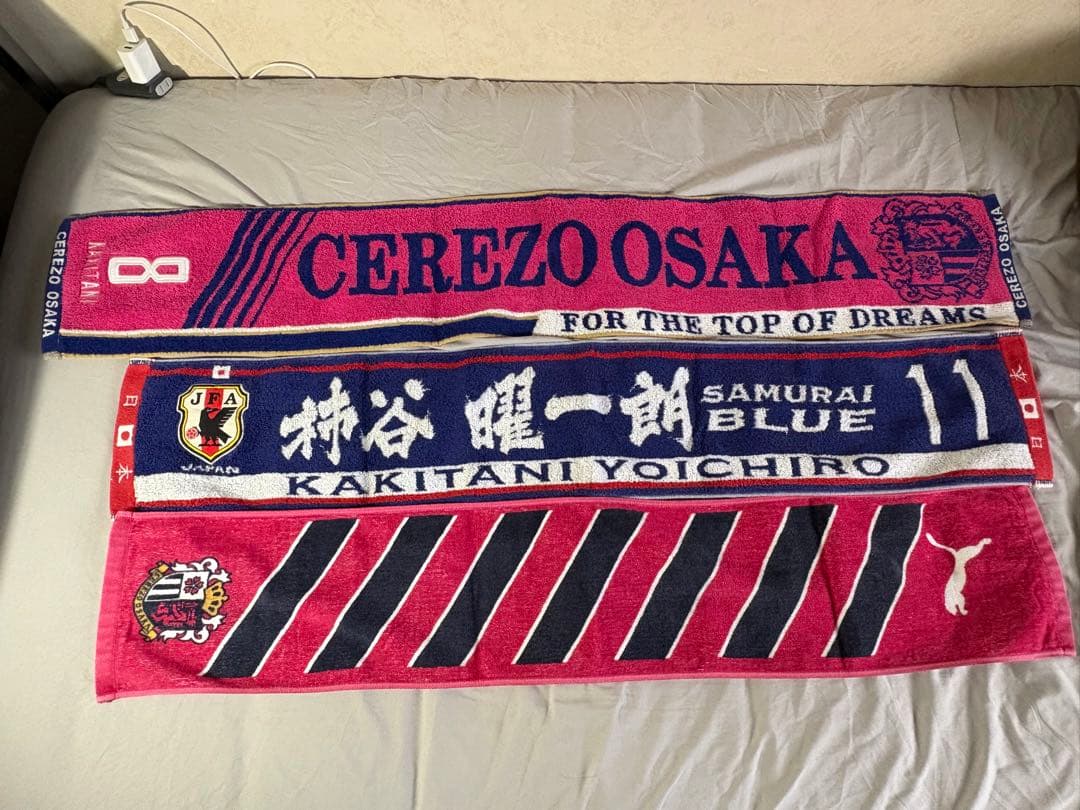 CEREZO OSAKA
KAKITANI
8
CEREZO OSAKA
FOR THE TOP OF DREAMS
CEREZO OSAKA
日本
JFA
JAPAN
柿谷 曜一朗
SAMURAI
BLUE
11
KAKITANI YOICHIRO
日本